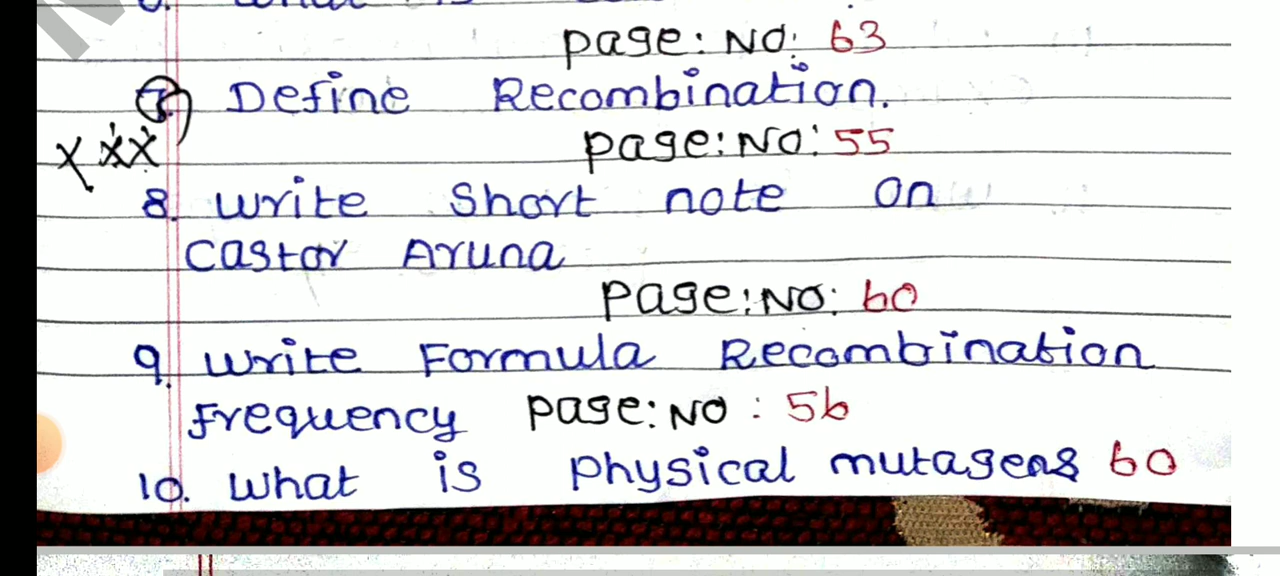 page: No: 63
7. Define Recombination.
page: No: 55
xxx
8. write Short note on
Castor Aruna
page: No: 60
9. write Formula Recombination
frequency page: No : 56
10. what is physical mutagens 60